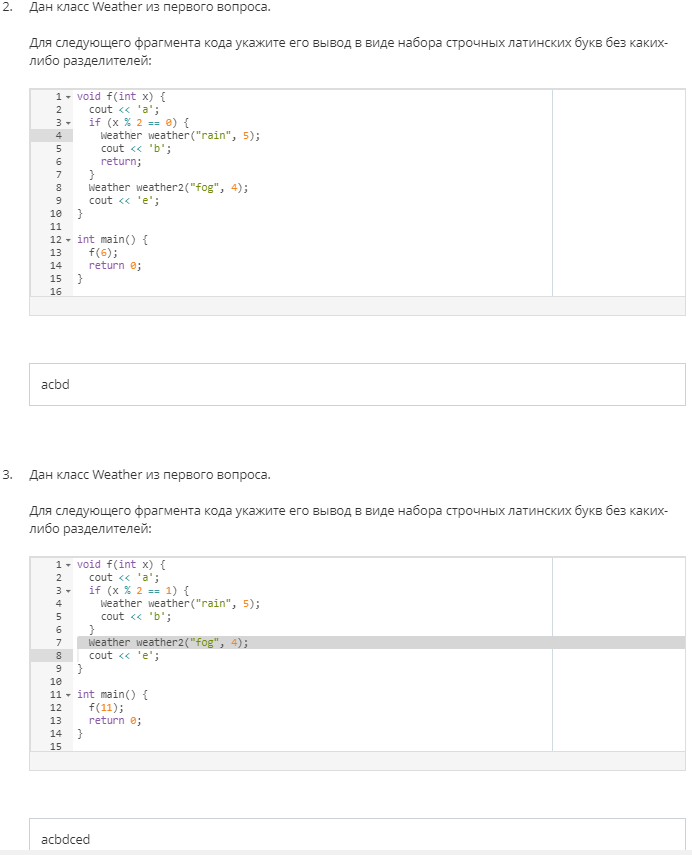 2. Дан класс Weather из первого вопроса.
Для следующего фрагмента кода укажите его вывод в виде набора строчных латинских букв без каких-
либо разделителей:
1 void f(int x) {
2 cout << 'a';
3 if (x % 2 == 0) {
4 Weather weather("rain", 5);
5 cout << 'b';
6 return;
7 }
8 Weather weather2("fog", 4);
9 cout << 'e';
10 }
11
12 int main() {
13 f(6);
14 return 0;
15 }
16
acbd
3. Дан класс Weather из первого вопроса.
Для следующего фрагмента кода укажите его вывод в виде набора строчных латинских букв без каких-
либо разделителей:
1 void f(int x) {
2 cout << 'a';
3 if (x % 2 == 1) {
4 Weather weather("rain", 5);
5 cout << 'b';
6 }
7 Weather weather2("fog", 4);
8 cout << 'e';
9 }
10
11 int main() {
12 f(11);
13 return 0;
14 }
15
acbdced